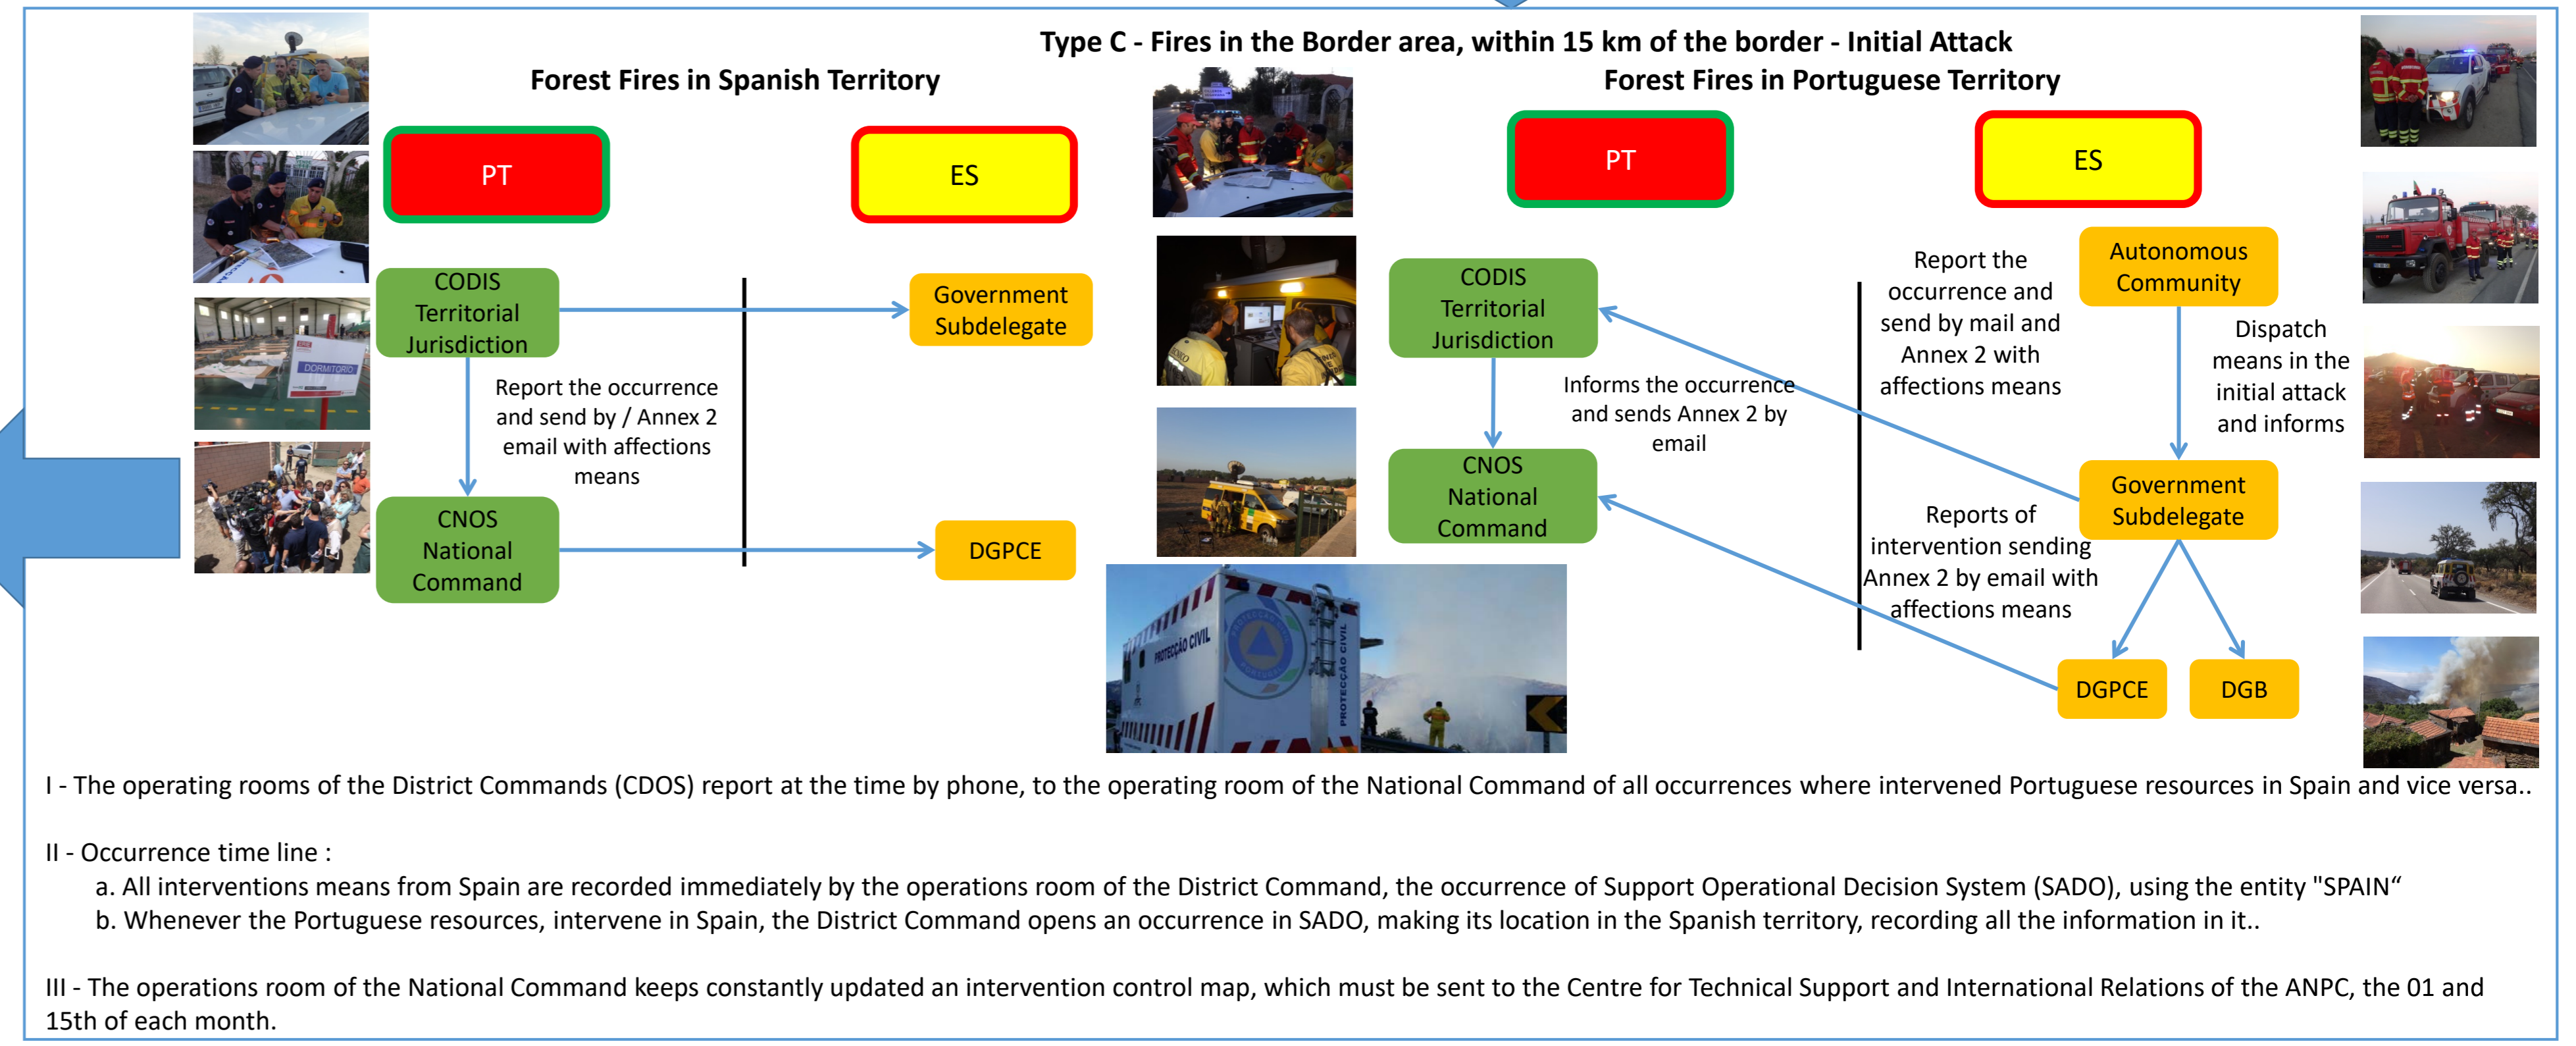 Type C - Fires in the Border area, within 15 km of the border - Initial Attack
Forest Fires in Spanish Territory
Forest Fires in Portuguese Territory
PT
ES
PT
ES
CODIS
Territorial
Jurisdiction
Government
Subdelegate
Report the occurrence
and send by / Annex 2
email with affections
means
CNOS
National
Command
DGPCE
DORMITORIO
CODIS
Territorial
Jurisdiction
Informs the occurrence
and sends Annex 2 by
email
CNOS
National
Command
Report the
occurrence and
send by mail and
Annex 2 with
affections means
Autonomous
Community
Dispatch
means in the
initial attack
and informs
Government
Subdelegate
Reports of
intervention sending
Annex 2 by email with
affections means
DGPCE
DGB
PROTECÇÃO CIVIL
PROTECÇÃO CIVIL
I - The operating rooms of the District Commands (CDOS) report at the time by phone, to the operating room of the National Command of all occurrences where intervened Portuguese resources in Spain and vice versa..
II - Occurrence time line :
a. All interventions means from Spain are recorded immediately by the operations room of the District Command, the occurrence of Support Operational Decision System (SADO), using the entity "SPAIN“
b. Whenever the Portuguese resources, intervene in Spain, the District Command opens an occurrence in SADO, making its location in the Spanish territory, recording all the information in it..
III - The operations room of the National Command keeps constantly updated an intervention control map, which must be sent to the Centre for Technical Support and International Relations of the ANPC, the 01 and
15th of each month.